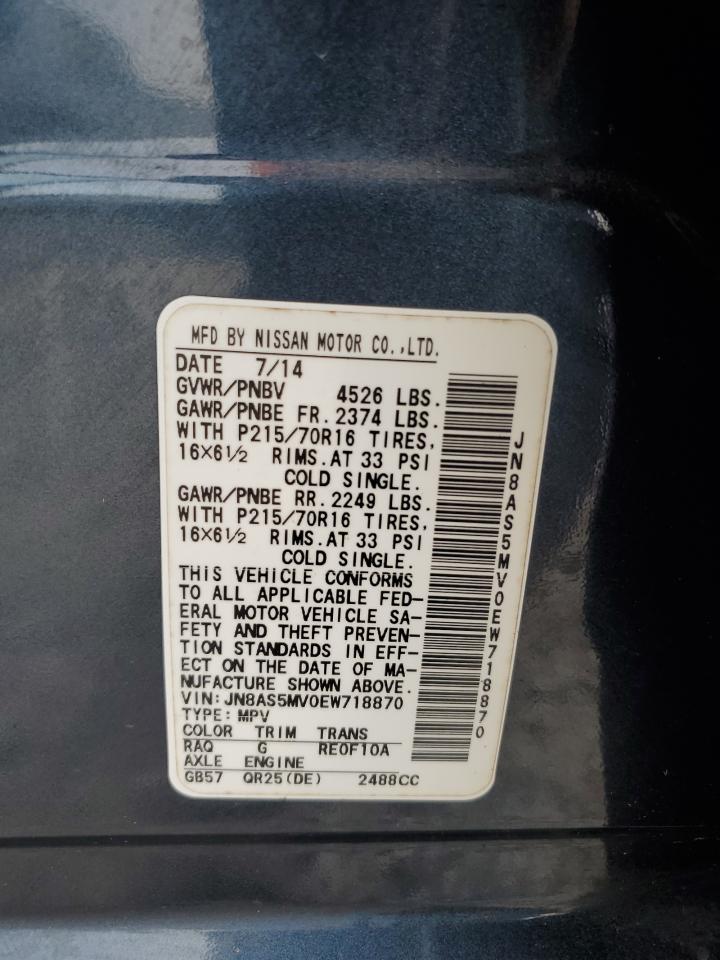 MFD BY NISSAN MOTOR CO.,LTD.
DATE 7/14
GVWR/PNBV 4526 LBS.
GAWR/PNBE FR. 2374 LBS.
WITH P215/70R16 TIRES,
16X6½ RIMS. AT 33 PSI
COLD SINGLE.
GAWR/PNBE RR. 2249 LBS.
WITH P215/70R16 TIRES,
16X6½ RIMS. AT 33 PSI
COLD SINGLE.
THIS VEHICLE CONFORMS
TO ALL APPLICABLE FED-
ERAL MOTOR VEHICLE SA-
FETY AND THEFT PREVEN-
TION STANDARDS IN EFF-
ECT ON THE DATE OF MA-
NUFACTURE SHOWN ABOVE.
VIN:JN8AS5MV0EW718870
TYPE: MPV
COLOR TRIM TRANS
RAQ G RE0F10A
AXLE ENGINE
GB57 QR25(DE) 2488CC
JN8AS5MV0EW718870